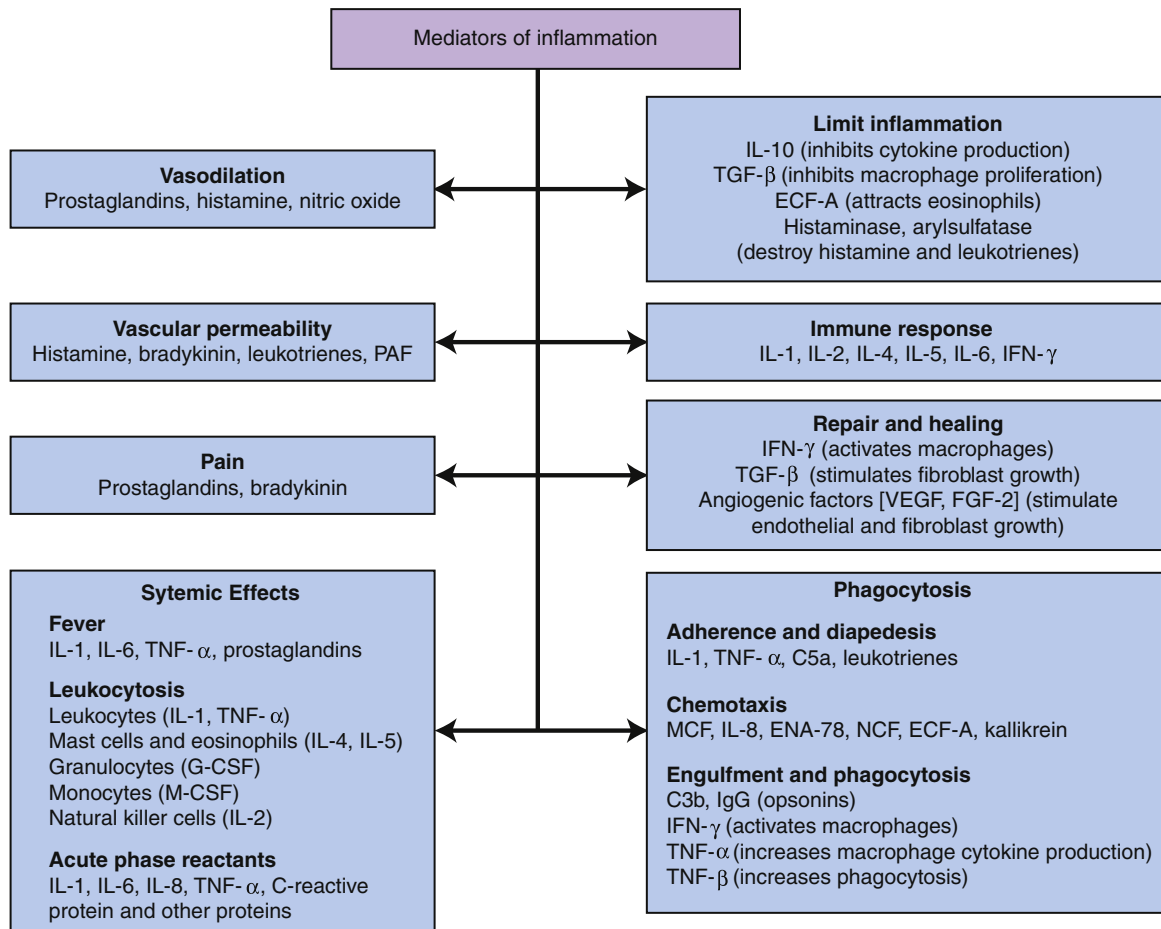 Mediators of inflammation
Vasodilation
Prostaglandins, histamine, nitric oxide
Vascular permeability
Histamine, bradykinin, leukotrienes, PAF
Pain
Prostaglandins, bradykinin
Sytemic Effects
Fever
IL-1, IL-6, TNF- α, prostaglandins
Leukocytosis
Leukocytes (IL-1, TNF- α)
Mast cells and eosinophils (IL-4, IL-5)
Granulocytes (G-CSF)
Monocytes (M-CSF)
Natural killer cells (IL-2)
Acute phase reactants
IL-1, IL-6, IL-8, TNF- α, C-reactive
protein and other proteins
Limit inflammation
IL-10 (inhibits cytokine production)
TGF-β (inhibits macrophage proliferation)
ECF-A (attracts eosinophils)
Histaminase, arylsulfatase
(destroy histamine and leukotrienes)
Immune response
IL-1, IL-2, IL-4, IL-5, IL-6, IFN-γ
Repair and healing
IFN-γ (activates macrophages)
TGF-β (stimulates fibroblast growth)
Angiogenic factors [VEGF, FGF-2] (stimulate
endothelial and fibroblast growth)
Phagocytosis
Adherence and diapedesis
IL-1, TNF- α, C5a, leukotrienes
Chemotaxis
MCF, IL-8, ENA-78, NCF, ECF-A, kallikrein
Engulfment and phagocytosis
C3b, IgG (opsonins)
IFN-γ (activates macrophages)
TNF-α (increases macrophage cytokine production)
TNF-β (increases phagocytosis)